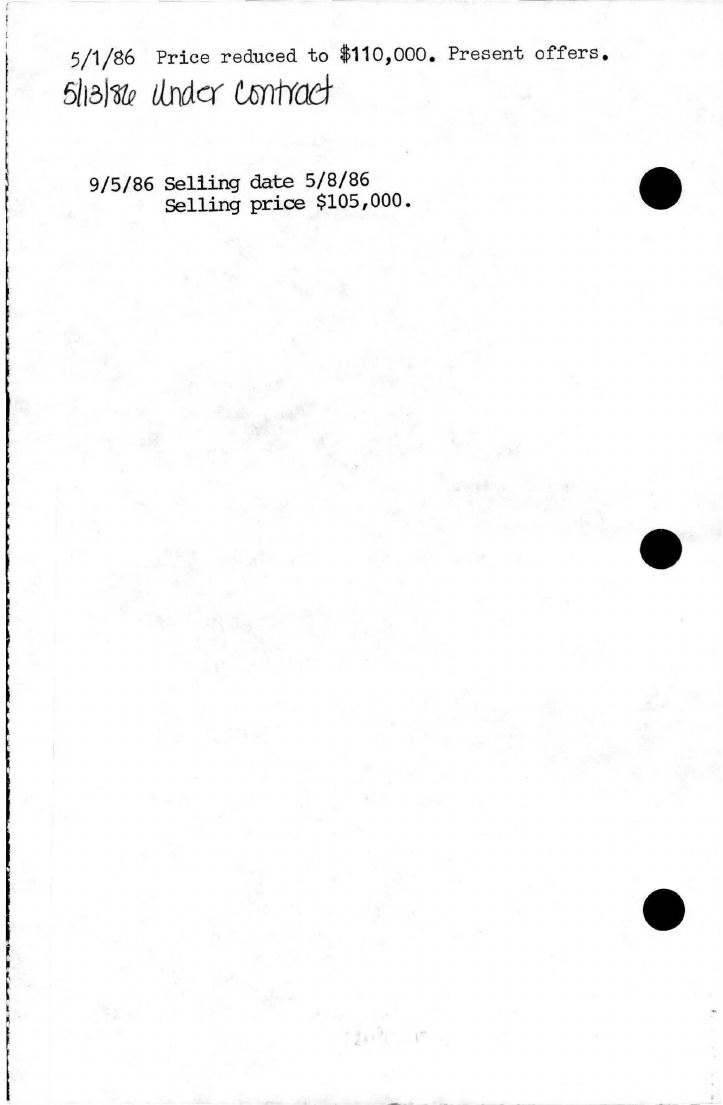 5/1/86 Price reduced to $110,000. Present offers.
5/13/86 Under Contract
9/5/86 Selling date 5/8/86
Selling price $105,000.